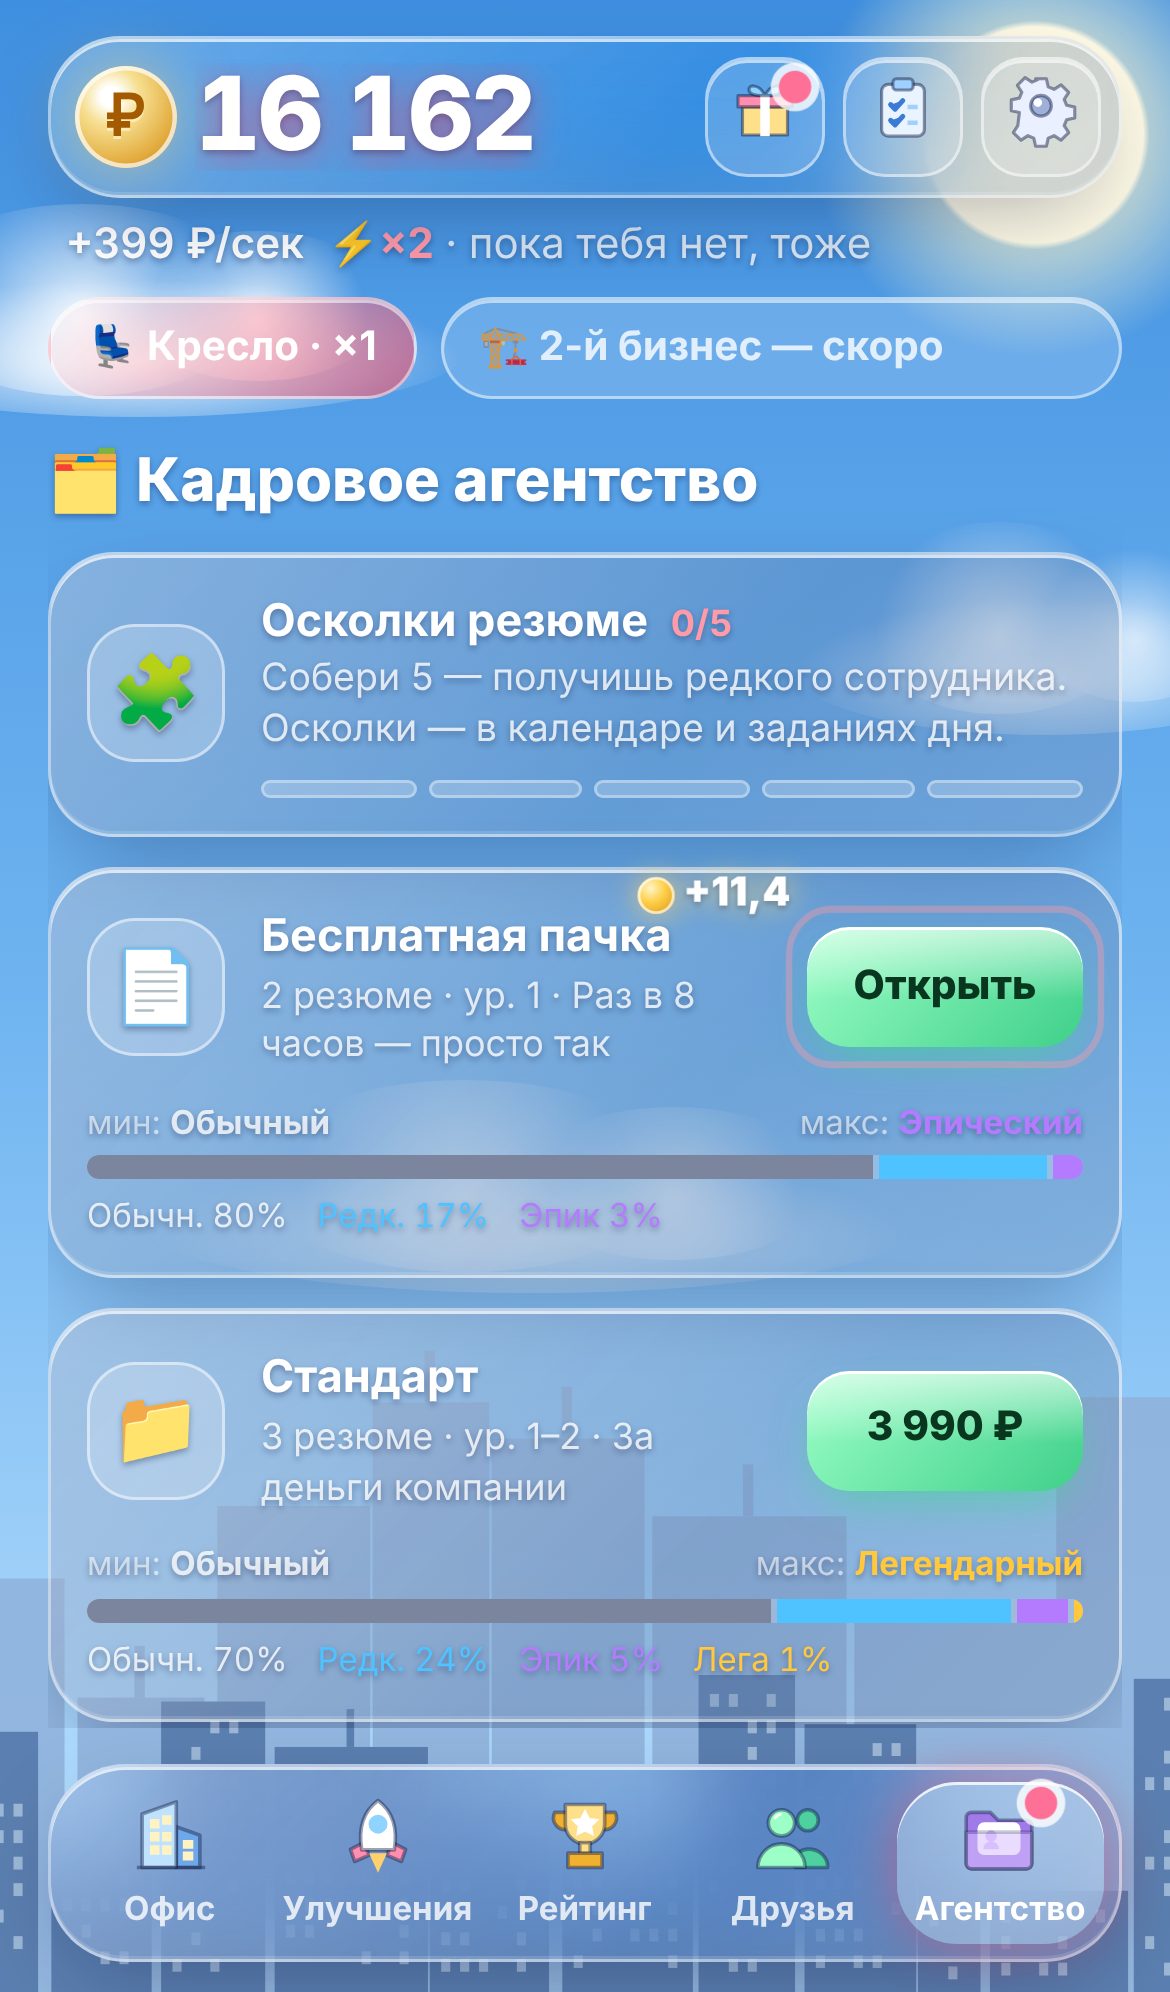 ₽ 16 162
+399 ₽/сек ⚡×2 · пока тебя нет, тоже
Кресло · ×1
2-й бизнес — скоро
Кадровое агентство
Осколки резюме 0/5
Собери 5 — получишь редкого сотрудника.
Осколки — в календаре и заданиях дня.
+11,4
Бесплатная пачка
2 резюме · ур. 1 · Раз в 8
часов — просто так
Открыть
мин: Обычный
макс: Эпический
Обычн. 80% Редк. 17% Эпик 3%
Стандарт
3 резюме · ур. 1–2 · За
деньги компании
3 990 ₽
мин: Обычный
макс: Легендарный
Обычн. 70% Редк. 24% Эпик 5% Лега 1%
Офис
Улучшения
Рейтинг
Друзья
Агентство